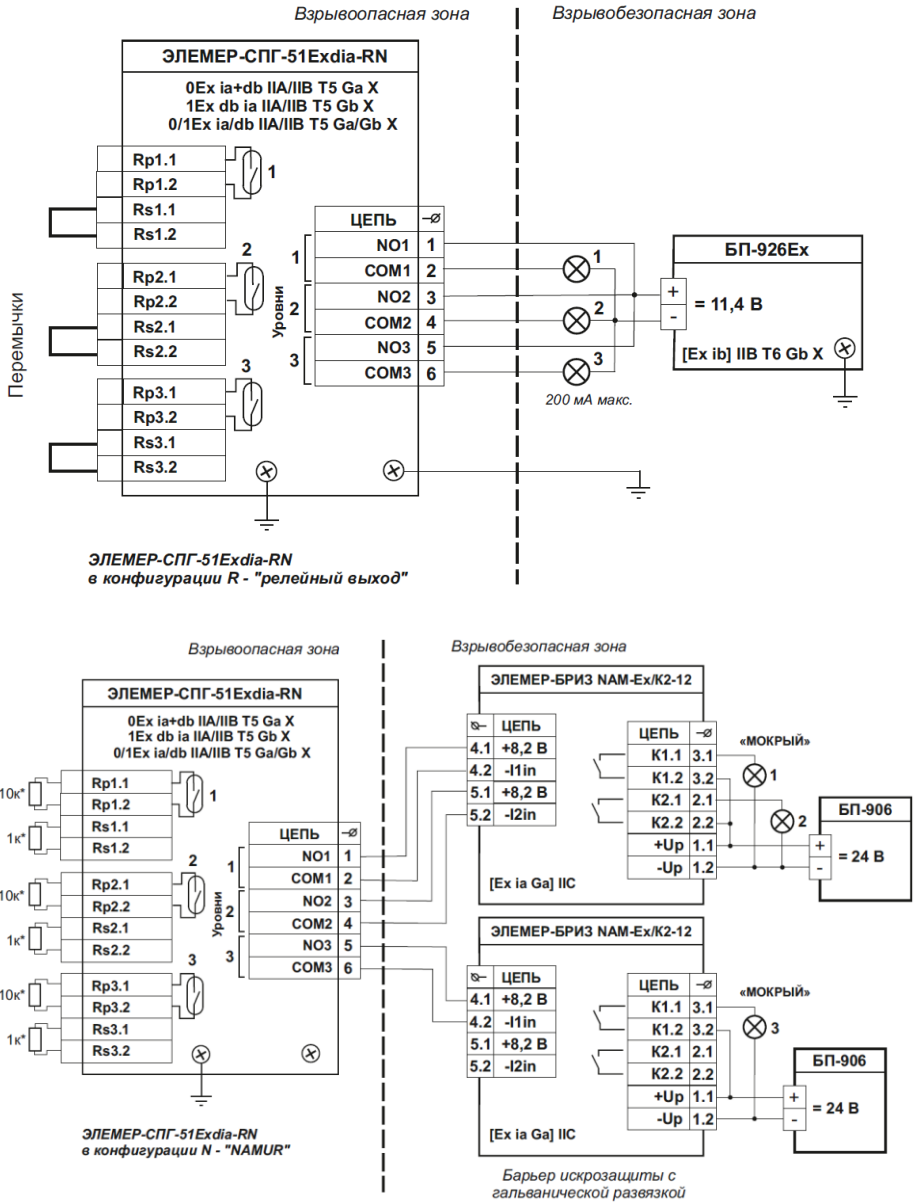 Взрывоопасная зона
Взрывобезопасная зона
ЭЛЕМЕР-СПГ-51Exdia-RN
0Ex ia+db IIA/IIB T5 Ga X
1Ex db ia IIA/IIB T5 Gb X
0/1Ex ia/db IIA/IIB T5 Ga/Gb X
Перемычки
Rp1.1
Rp1.2
Rs1.1
Rs1.2
1
Rp2.1
Rp2.2
Rs2.1
Rs2.2
2
Rp3.1
Rp3.2
Rs3.1
Rs3.2
3
Уровни
1
2
3
ЦЕПЬ
NO1 1
COM1 2
NO2 3
COM2 4
NO3 5
COM3 6
1
2
3
200 мА макс.
БП-926Ex
+
-
= 11,4 В
[Ex ib] IIB T6 Gb X
ЭЛЕМЕР-СПГ-51Exdia-RN
в конфигурации R - "релейный выход"
Взрывоопасная зона
Взрывобезопасная зона
ЭЛЕМЕР-СПГ-51Exdia-RN
0Ex ia+db IIA/IIB T5 Ga X
1Ex db ia IIA/IIB T5 Gb X
0/1Ex ia/db IIA/IIB T5 Ga/Gb X
10к*
1к*
Rp1.1
Rp1.2
Rs1.1
Rs1.2
1
10к*
1к*
Rp2.1
Rp2.2
Rs2.1
Rs2.2
2
10к*
1к*
Rp3.1
Rp3.2
Rs3.1
Rs3.2
3
Уровни
1
2
3
ЦЕПЬ
NO1 1
COM1 2
NO2 3
COM2 4
NO3 5
COM3 6
ЭЛЕМЕР-СПГ-51Exdia-RN
в конфигурации N - "NAMUR"
ЭЛЕМЕР-БРИЗ NAM-Ex/K2-12
ЦЕПЬ
4.1 +8,2 В
4.2 -I1in
5.1 +8,2 В
5.2 -I2in
[Ex ia Ga] IIC
ЦЕПЬ
К1.1 3.1
К1.2 3.2
К2.1 2.1
К2.2 2.2
+Up 1.1
-Up 1.2
«МОКРЫЙ»
1
2
БП-906
+
-
= 24 В
ЭЛЕМЕР-БРИЗ NAM-Ex/K2-12
ЦЕПЬ
4.1 +8,2 В
4.2 -I1in
5.1 +8,2 В
5.2 -I2in
[Ex ia Ga] IIC
ЦЕПЬ
К1.1 3.1
К1.2 3.2
К2.1 2.1
К2.2 2.2
+Up 1.1
-Up 1.2
«МОКРЫЙ»
3
БП-906
+
-
= 24 В
Барьер искрозащиты с
гальванической развязкой